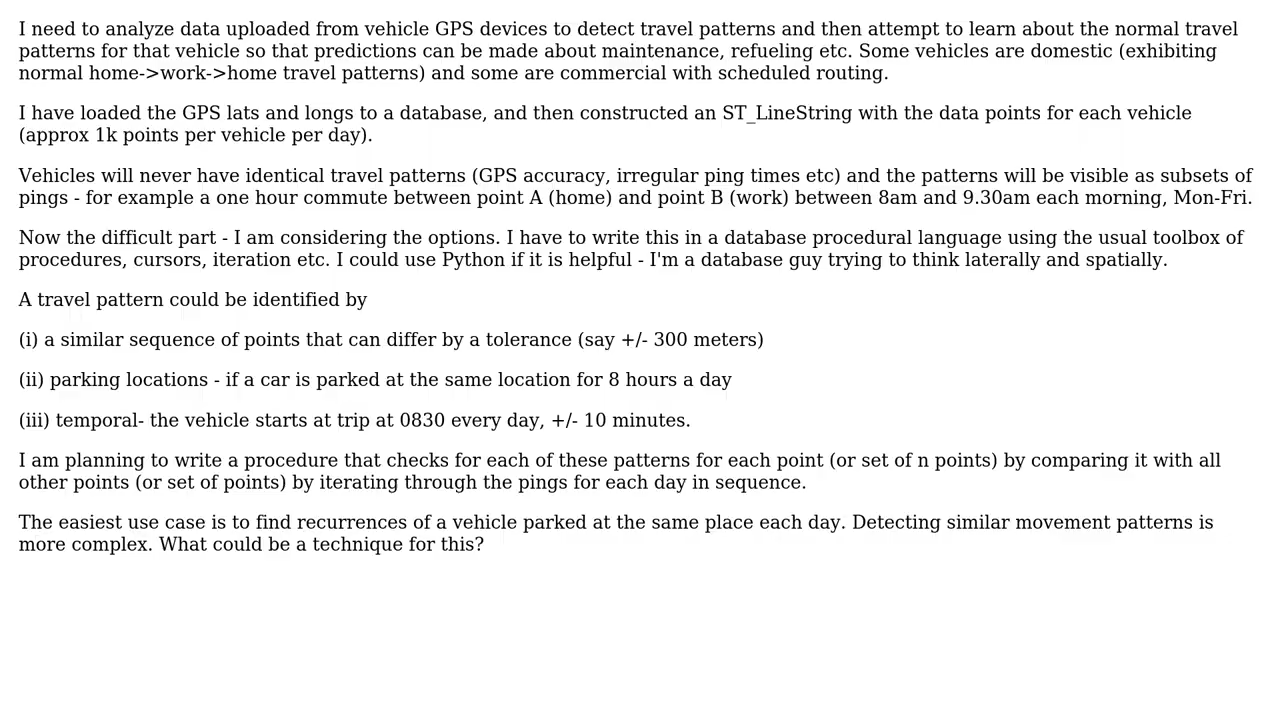 I need to analyze data uploaded from vehicle GPS devices to detect travel patterns and then attempt to learn about the normal travel
patterns for that vehicle so that predictions can be made about maintenance, refueling etc. Some vehicles are domestic (exhibiting
normal home->work->home travel patterns) and some are commercial with scheduled routing.
I have loaded the GPS lats and longs to a database, and then constructed an ST_LineString with the data points for each vehicle
(approx 1k points per vehicle per day).
Vehicles will never have identical travel patterns (GPS accuracy, irregular ping times etc) and the patterns will be visible as subsets of
pings - for example a one hour commute between point A (home) and point B (work) between 8am and 9.30am each morning, Mon-Fri.
Now the difficult part - I am considering the options. I have to write this in a database procedural language using the usual toolbox of
procedures, cursors, iteration etc. I could use Python if it is helpful - I'm a database guy trying to think laterally and spatially.
A travel pattern could be identified by
(i) a similar sequence of points that can differ by a tolerance (say +/- 300 meters)
(ii) parking locations - if a car is parked at the same location for 8 hours a day
(iii) temporal- the vehicle starts at trip at 0830 every day, +/- 10 minutes.
I am planning to write a procedure that checks for each of these patterns for each point (or set of n points) by comparing it with all
other points (or set of points) by iterating through the pings for each day in sequence.
The easiest use case is to find recurrences of a vehicle parked at the same place each day. Detecting similar movement patterns is
more complex. What could be a technique for this?